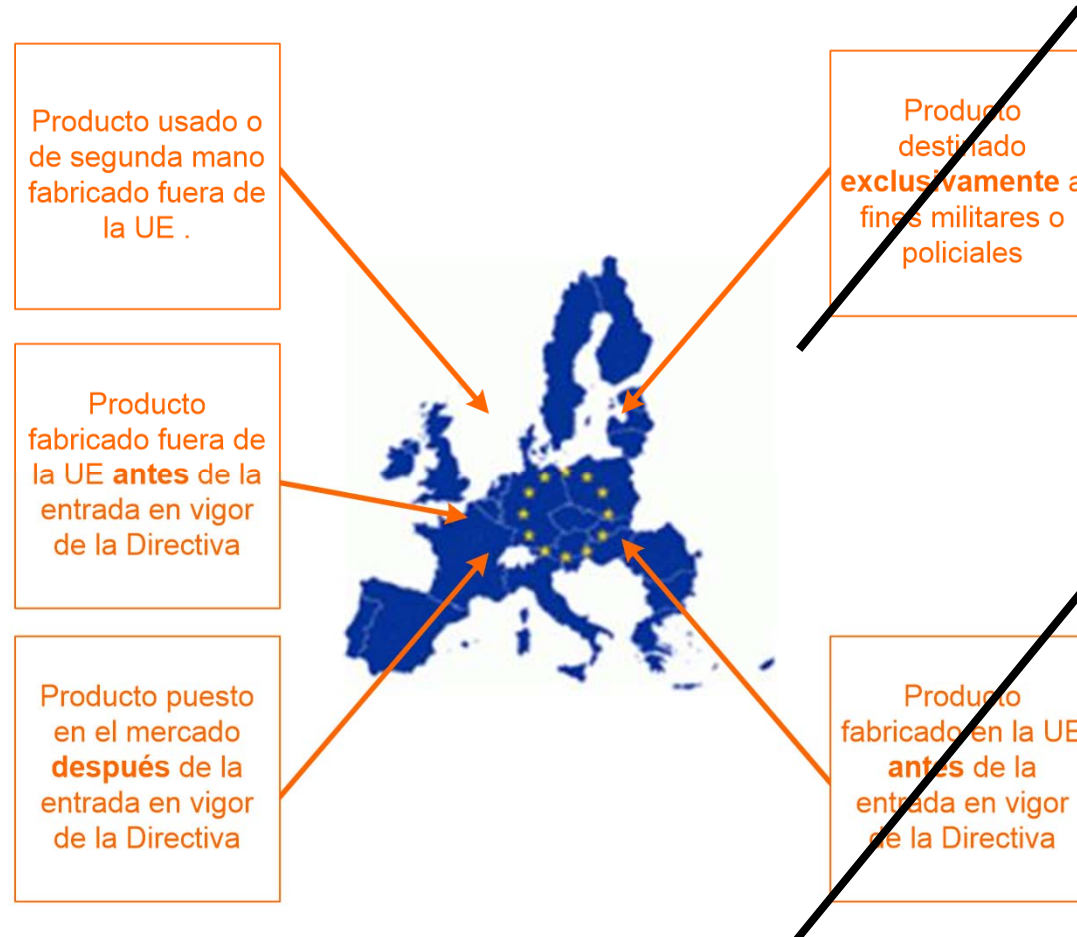 Producto usado o
de segunda mano
fabricado fuera de
la UE .
Producto
fabricado fuera de
la UE antes de la
entrada en vigor
de la Directiva
Producto puesto
en el mercado
después de la
entrada en vigor
de la Directiva
Producto
destinado
exclusivamente a
fines militares o
policiales
Producto
fabricado en la UE
antes de la
entrada en vigor
de la Directiva